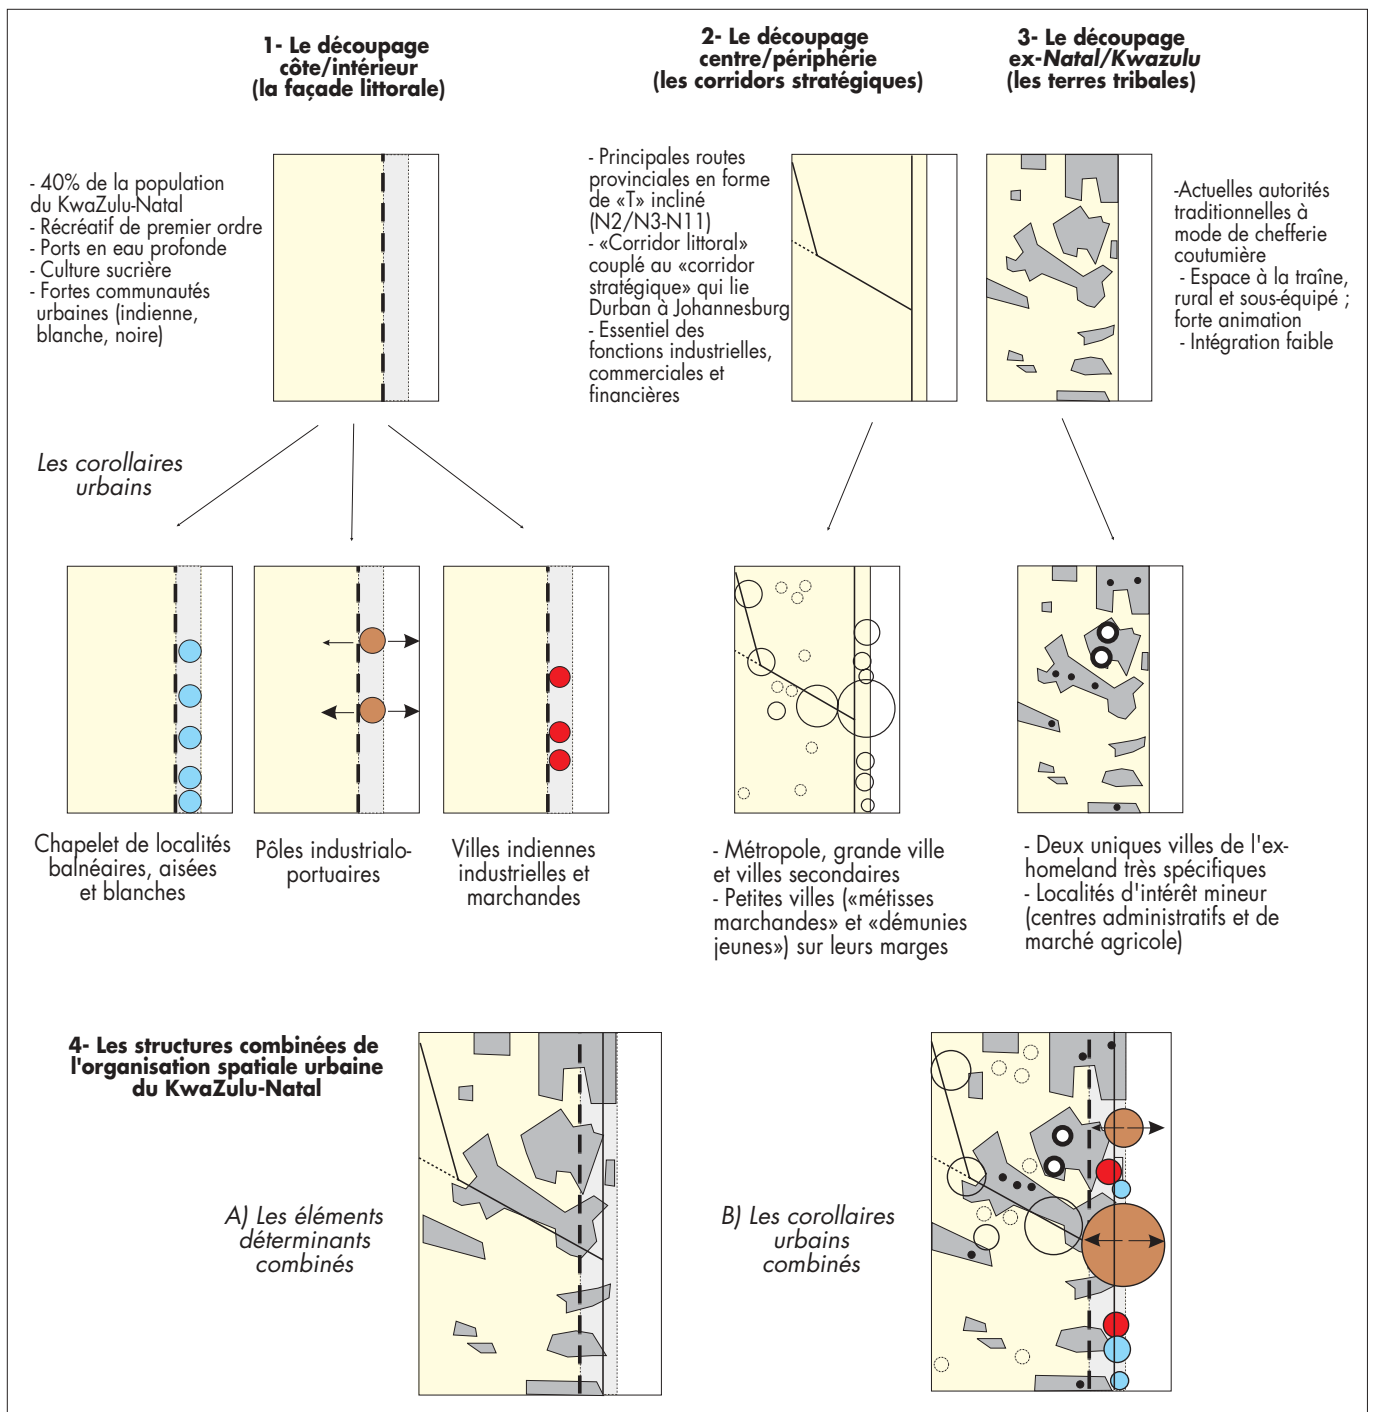 1- Le découpage
côte/intérieur
(la façade littorale)
- 40% de la population
du KwaZulu-Natal
- Récréatif de premier ordre
- Ports en eau profonde
- Culture sucrière
- Fortes communautés
urbaines (indienne,
blanche, noire)
2- Le découpage
centre/périphérie
(les corridors stratégiques)
- Principales routes
provinciales en forme
de «T» incliné
(N2/N3-N11)
- «Corridor littoral»
couplé au «corridor
stratégique» qui lie
Durban à Johannesburg
- Essentiel des
fonctions industrielles,
commerciales et
financières
3- Le découpage
ex-Natal/Kwazulu
(les terres tribales)
-Actuelles autorités
traditionnelles à
mode de chefferie
coutumière
- Espace à la traîne,
rural et sous-équipé ;
forte animation
- Intégration faible
Les corollaires
urbains
Chapelet de localités
balnéaires, aisées
et blanches
Pôles industrialo-
portuaires
Villes indiennes
industrielles et
marchandes
- Métropole, grande ville
et villes secondaires
- Petites villes («métisses
marchandes» et «démunies
jeunes») sur leurs marges
- Deux uniques villes de l'ex-
homeland très spécifiques
- Localités d'intérêt mineur
(centres administratifs et de
marché agricole)
4- Les structures combinées de
l'organisation spatiale urbaine
du KwaZulu-Natal
A) Les éléments
déterminants
combinés
B) Les corollaires
urbains
combinés